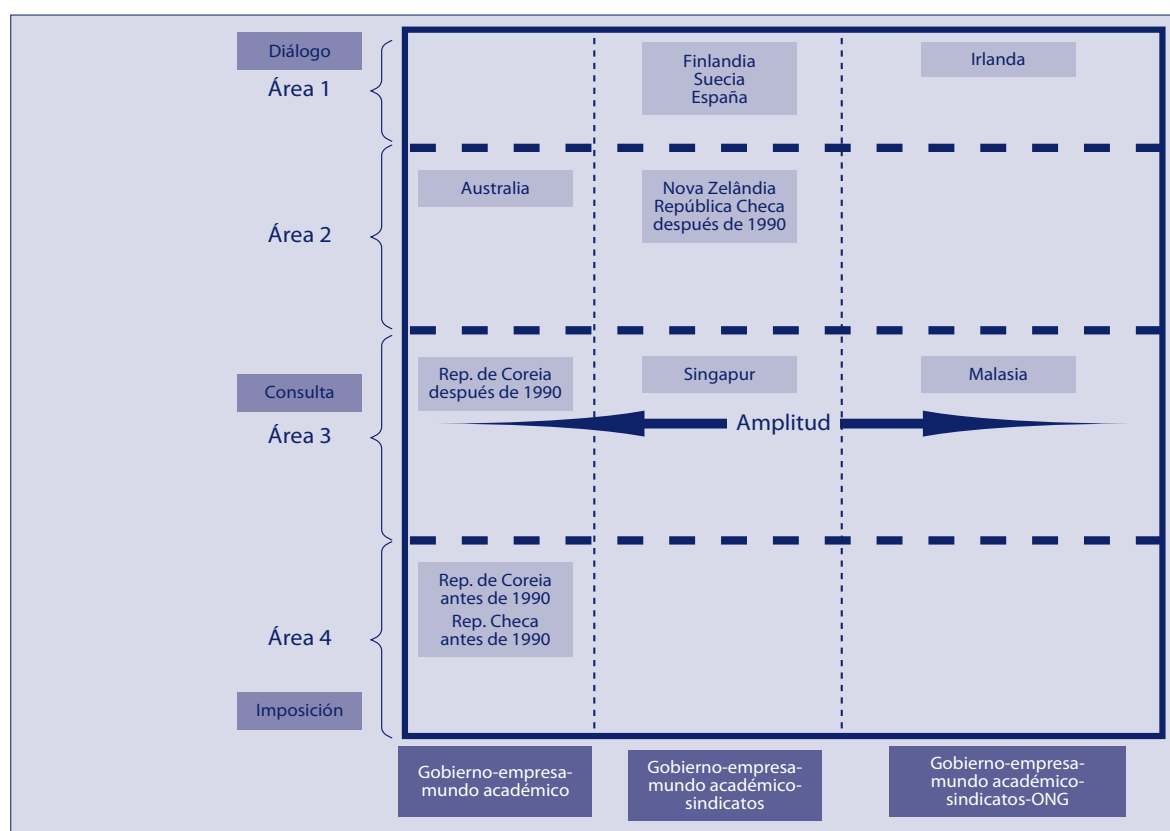 Diálogo
Área 1
Finlandia
Suecia
España
Irlanda
Área 2
Australia
Nova Zelândia
República Checa
después de 1990
Consulta
Área 3
Rep. de Coreia
después de 1990
Singapur
Malasia
Amplitud
Área 4
Rep. de Coreia
antes de 1990
Rep. Checa
antes de 1990
Imposición
Gobierno-empresa-
mundo académico
Gobierno-empresa-
mundo académico-
sindicatos
Gobierno-empresa-
mundo académico-
sindicatos-ONG